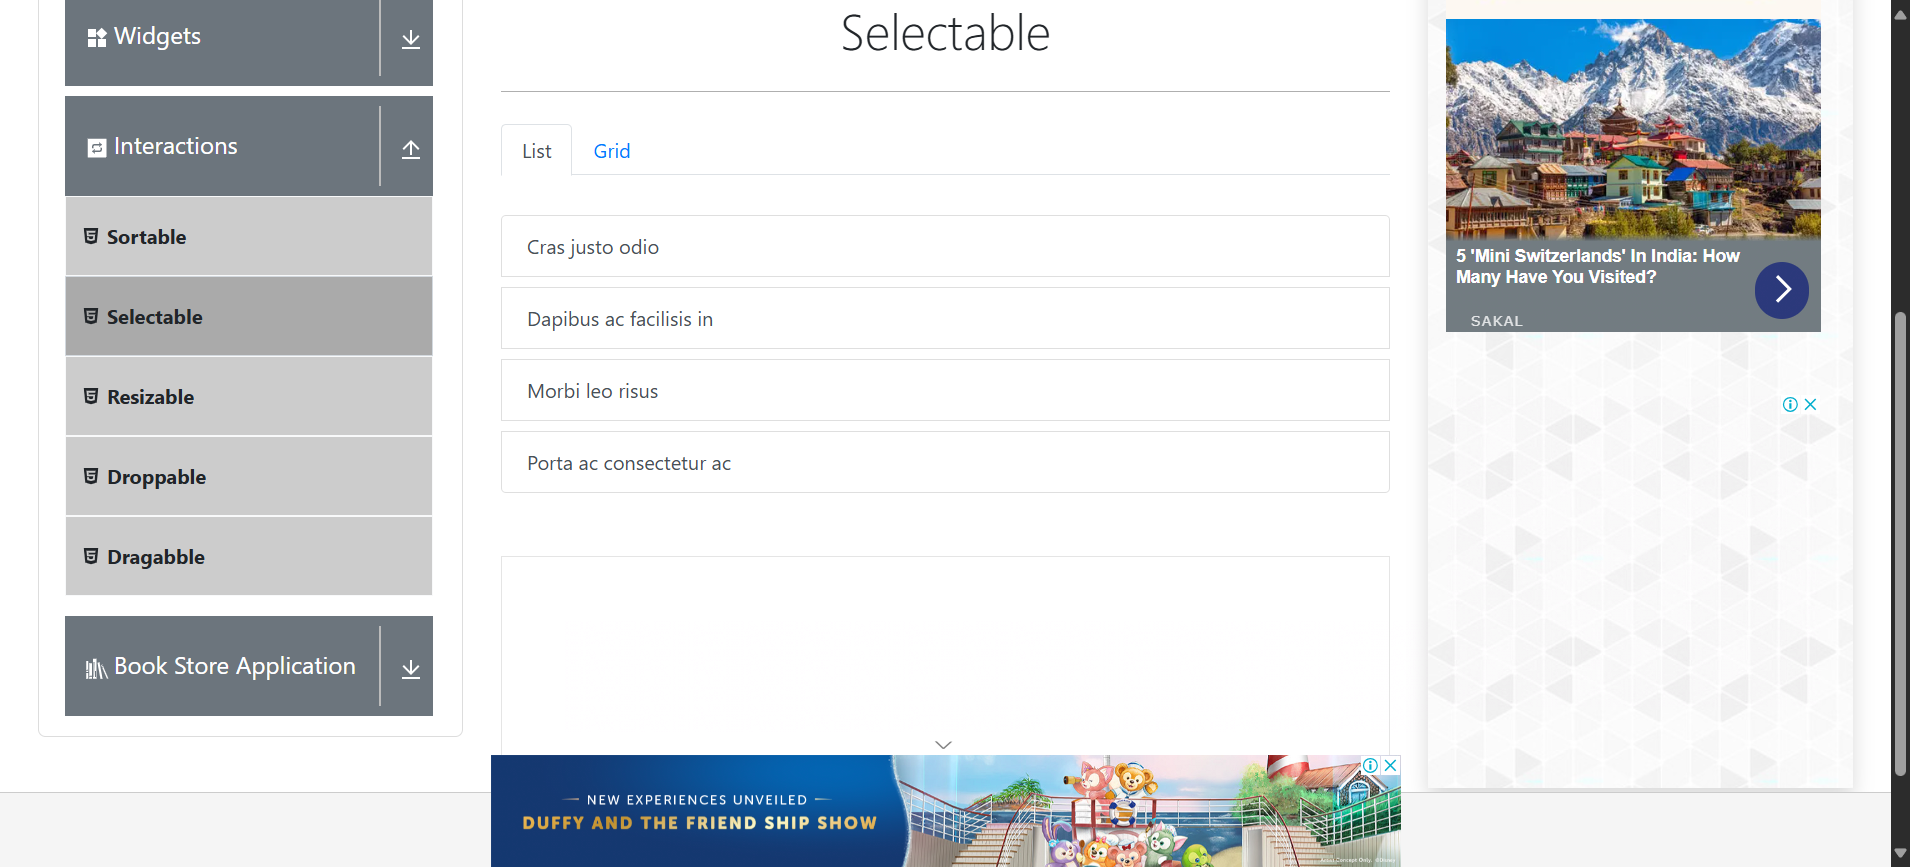 Widgets
Interactions
Sortable
Selectable
Resizable
Droppable
Dragabble
Book Store Application
Selectable
List
Grid
Cras justo odio
Dapibus ac facilisis in
Morbi leo risus
Porta ac consectetur ac
NEW EXPERIENCES UNVEILED
DUFFY AND THE FRIEND SHIP SHOW
5 'Mini Switzerlands' In India: How
Many Have You Visited?
SAKAL